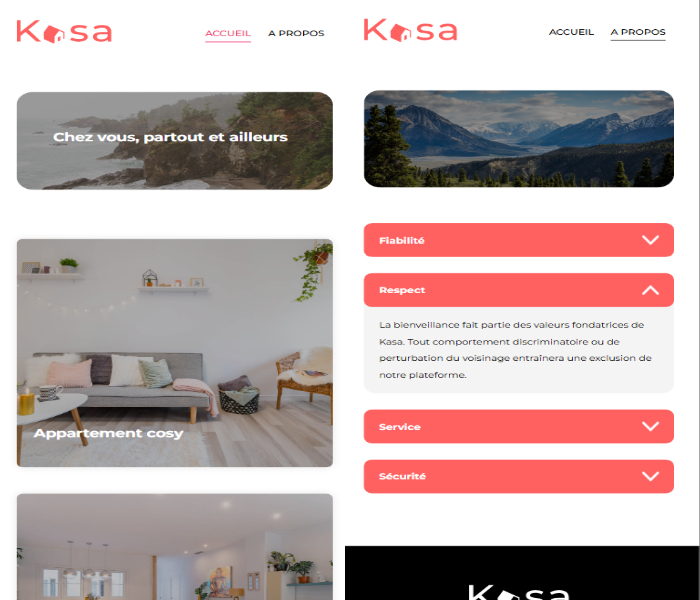 Kasa
ACCUEIL A PROPOS
Chez vous, partout et ailleurs
Appartement cosy
Kasa
ACCUEIL A PROPOS
Fiabilité
Respect
La bienveillance fait partie des valeurs fondatrices de
Kasa. Tout comportement discriminatoire ou de
perturbation du voisinage entraînera une exclusion de
notre plateforme.
Service
Sécurité
Kasa